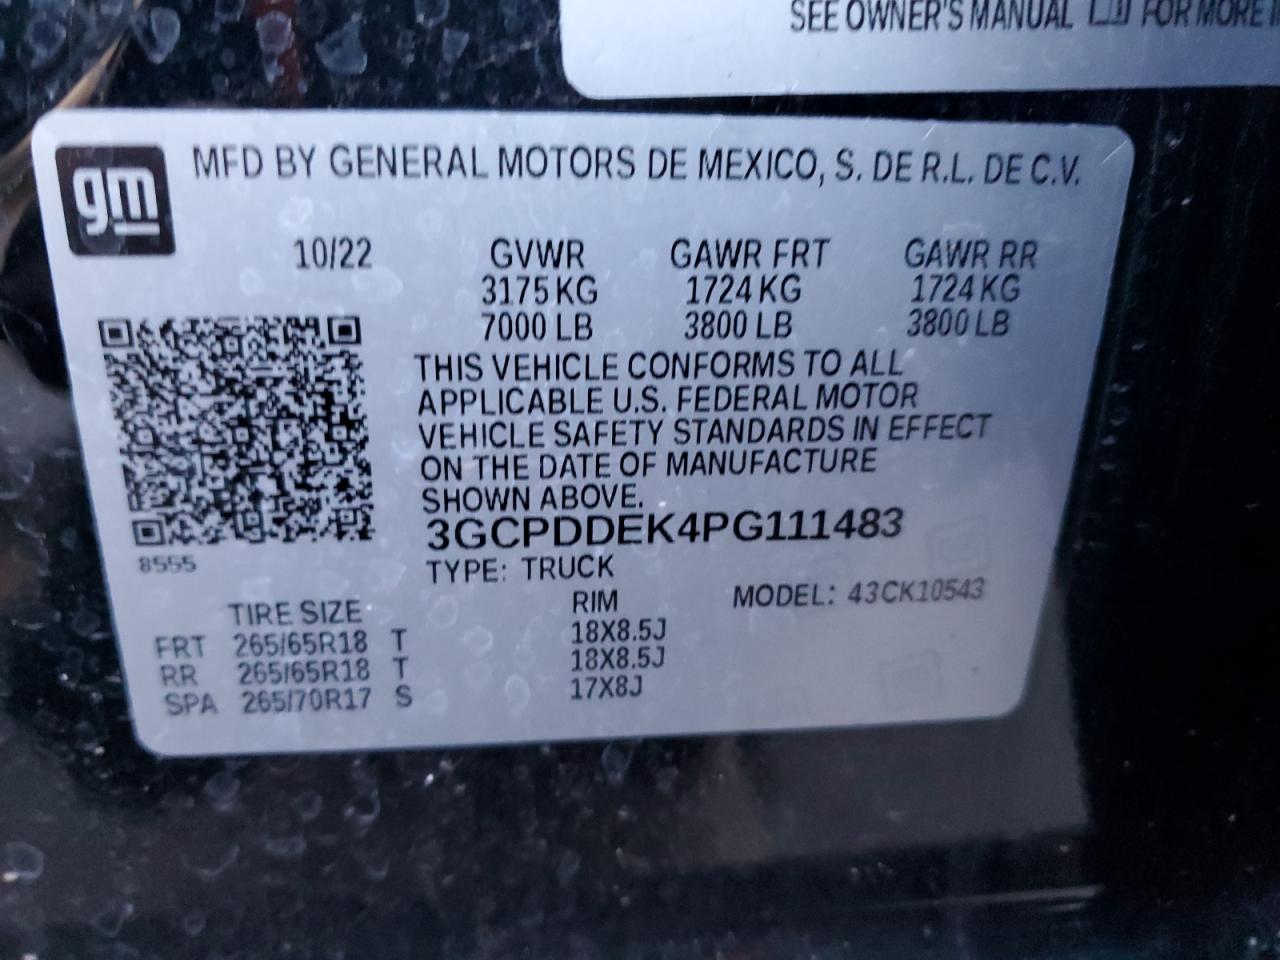 SEE OWNER'S MANUAL FOR MORE
gm
MFD BY GENERAL MOTORS DE MEXICO, S. DE R.L. DE C.V.
10/22 GVWR GAWR FRT GAWR RR
3175 KG 1724 KG 1724 KG
7000 LB 3800 LB 3800 LB
THIS VEHICLE CONFORMS TO ALL
APPLICABLE U.S. FEDERAL MOTOR
VEHICLE SAFETY STANDARDS IN EFFECT
ON THE DATE OF MANUFACTURE
SHOWN ABOVE.
3GCPDDEK4PG111483
8555
TYPE: TRUCK
MODEL: 43CK10543
TIRE SIZE RIM
FRT 265/65R18 T 18X8.5J
RR 265/65R18 T 18X8.5J
SPA 265/70R17 S 17X8J